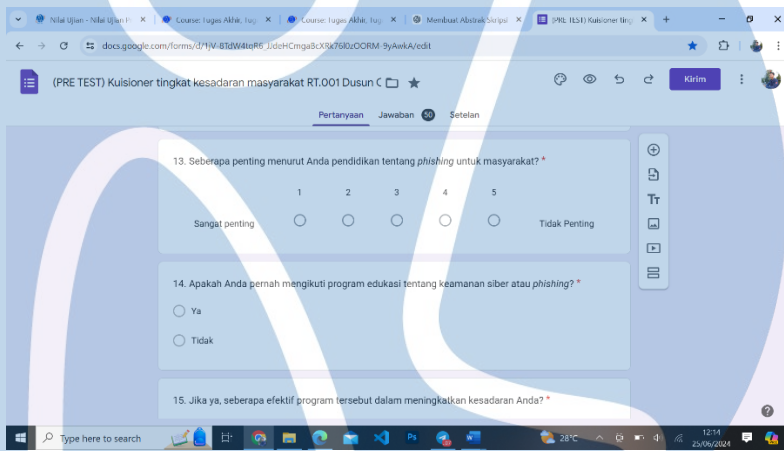 Nilai Ujian - Nilai Ujian
Course: Tugas Akhir, Tug
Course: Tugas Akhir, Tug
Membuat Abstrak Skripsi
(PRE TEST) Kuisioner ting
docs.google.com/forms/d/
(PRE TEST) Kuisioner tingkat kesadaran masyarakat RT.001 Dusun
Kirim
Pertanyaan Jawaban 50 Setelan
13. Seberapa penting menurut Anda pendidikan tentang phishing untuk masyarakat? *
1 2 3 4 5
Sangat penting Tidak Penting
14. Apakah Anda pernah mengikuti program edukasi tentang keamanan siber atau phishing? *
Ya
Tidak
15. Jika ya, seberapa efektif program tersebut dalam meningkatkan kesadaran Anda? *
Type here to search
28°C
12:14
25/06/2024